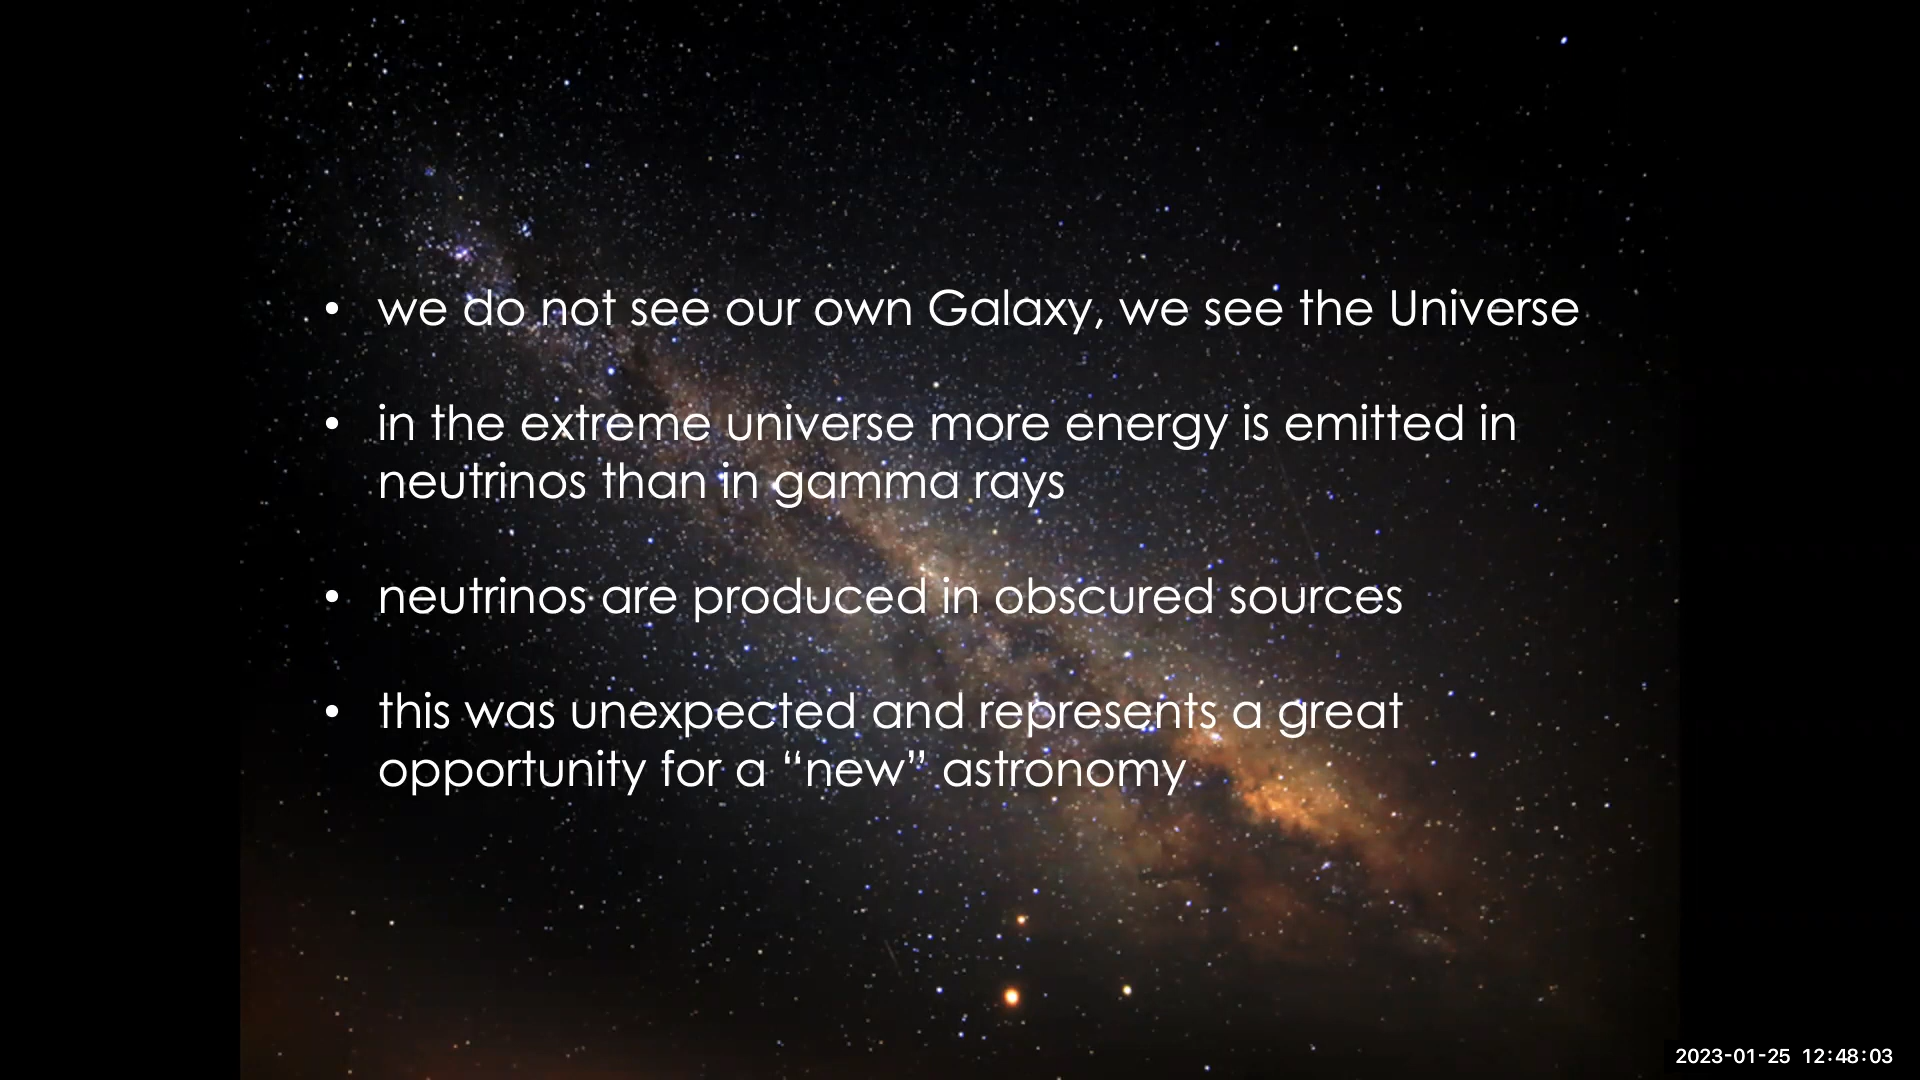 • we do not see our own Galaxy, we see the Universe
• in the extreme universe more energy is emitted in
neutrinos than in gamma rays
• neutrinos are produced in obscured sources
• this was unexpected and represents a great
opportunity for a “new” astronomy
2023-01-25 12:48:03